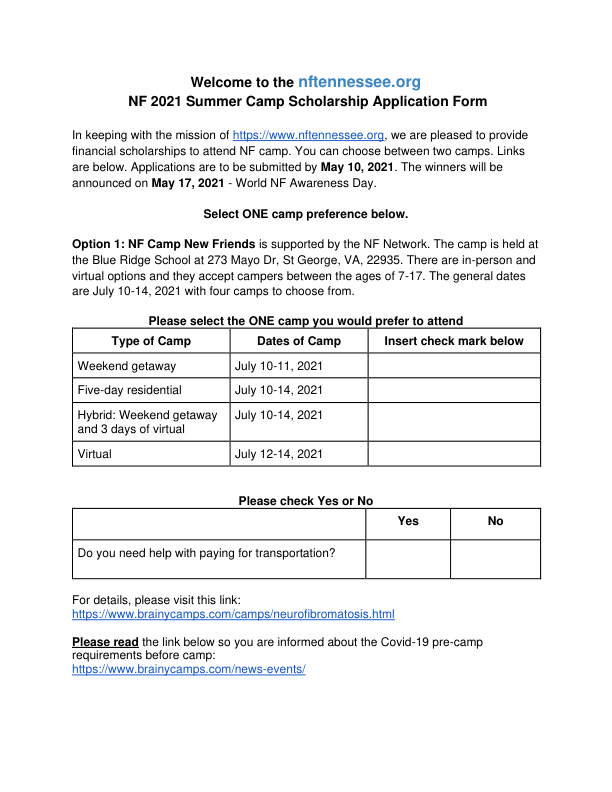 Welcome to the nftennessee.org
NF 2021 Summer Camp Scholarship Application Form
In keeping with the mission of https://www.nftennessee.org, we are pleased to provide
financial scholarships to attend NF camp. You can choose between two camps. Links
are below. Applications are to be submitted by May 10, 2021. The winners will be
announced on May 17, 2021 - World NF Awareness Day.
Select ONE camp preference below.
Option 1: NF Camp New Friends is supported by the NF Network. The camp is held at
the Blue Ridge School at 273 Mayo Dr, St George, VA, 22935. There are in-person and
virtual options and they accept campers between the ages of 7-17. The general dates
are July 10-14, 2021 with four camps to choose from.
Please select the ONE camp you would prefer to attend
Type of Camp Dates of Camp Insert check mark below
Weekend getaway July 10-11, 2021
Five-day residential July 10-14, 2021
Hybrid: Weekend getaway July 10-14, 2021
and 3 days of virtual
Virtual July 12-14, 2021
Please check Yes or No
Yes No
Do you need help with paying for transportation?
For details, please visit this link:
https://www.brainycamps.com/camps/neurofibromatosis.html
Please read the link below so you are informed about the Covid-19 pre-camp
requirements before camp:
https://www.brainycamps.com/news-events/